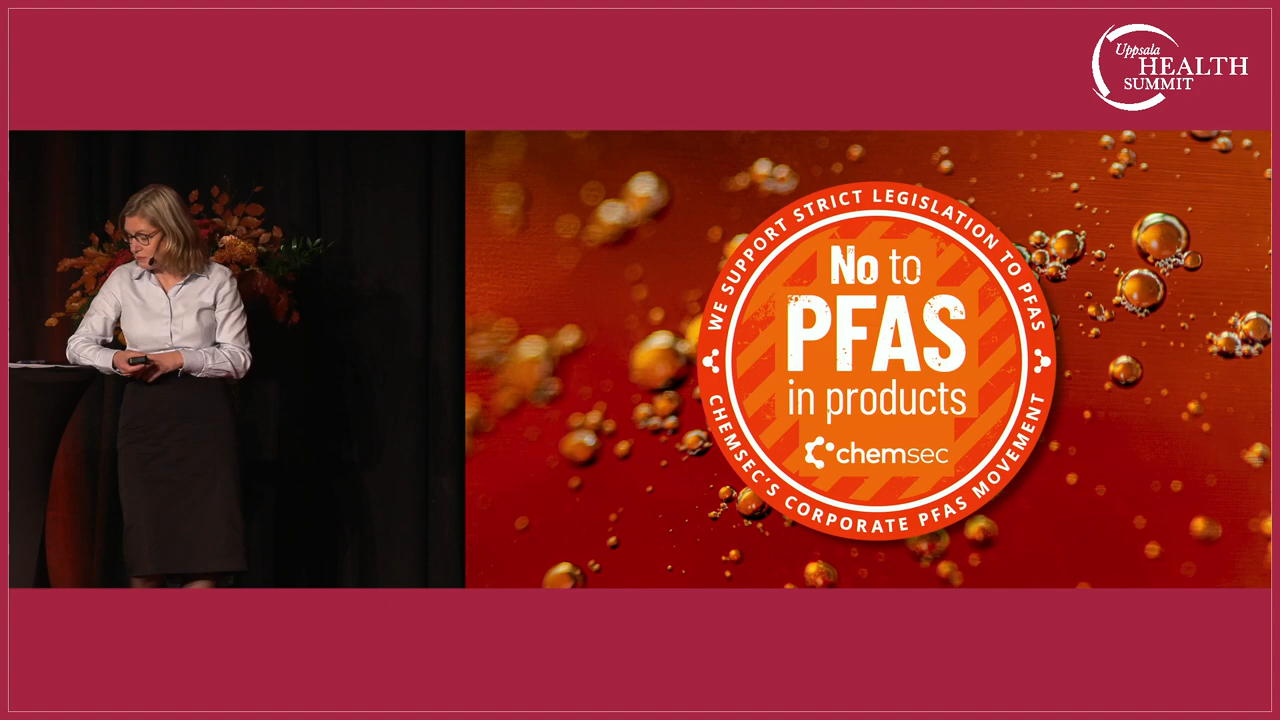 Uppsala
HEALTH
SUMMIT
WE SUPPORT STRICT LEGISLATION TO PFAS
No to
PFAS
in products
chemsec
CHEMSEC'S CORPORATE PFAS MOVEMENT